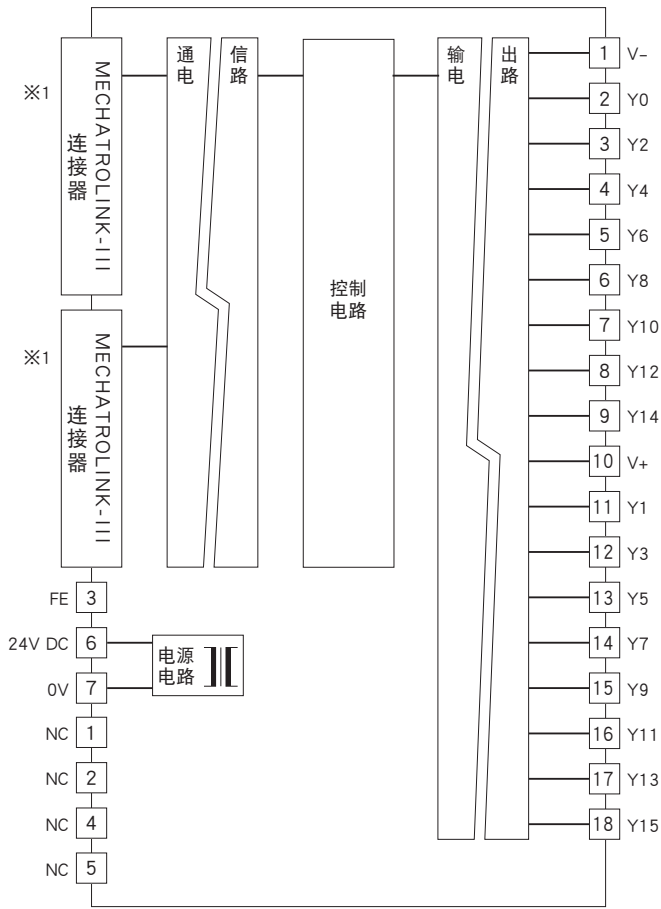 ※1
MECHATROLINK-III
连接器
※1
MECHATROLINK-III
连接器
通信
电路
控制
电路
输出
电路
FE 3
24V DC 6
0V 7
NC 1
NC 2
NC 4
NC 5
电源
电路
1 V−
2 Y0
3 Y2
4 Y4
5 Y6
6 Y8
7 Y10
8 Y12
9 Y14
10 V+
11 Y1
12 Y3
13 Y5
14 Y7
15 Y9
16 Y11
17 Y13
18 Y15